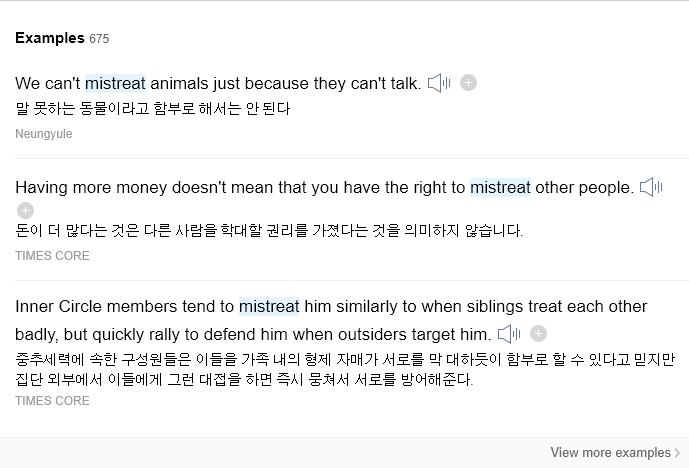 Examples 675
We can't mistreat animals just because they can't talk.
말 못하는 동물이라고 함부로 해서는 안 된다
Neungyule
Having more money doesn't mean that you have the right to mistreat other people.
돈이 더 많다는 것은 다른 사람을 학대할 권리를 가졌다는 것을 의미하지 않습니다.
TIMES CORE
Inner Circle members tend to mistreat him similarly to when siblings treat each other
badly, but quickly rally to defend him when outsiders target him.
중추세력에 속한 구성원들은 이들을 가족 내의 형제 자매가 서로를 막 대하듯이 함부로 할 수 있다고 믿지만
집단 외부에서 이들에게 그런 대접을 하면 즉시 뭉쳐서 서로를 방어해준다.
TIMES CORE
View more examples